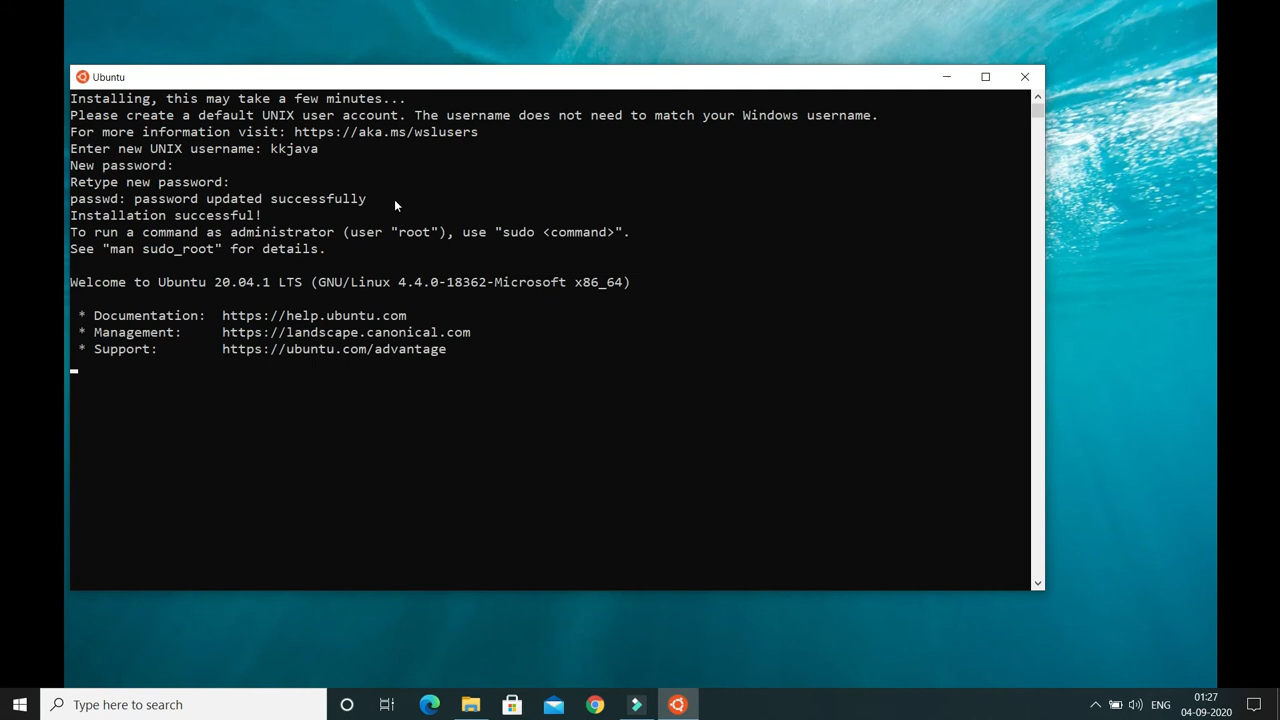 Ubuntu
Installing, this may take a few minutes...
Please create a default UNIX user account. The username does not need to match your Windows username.
For more information visit: https://aka.ms/wslusers
Enter new UNIX username: kkjava
New password:
Retype new password:
passwd: password updated successfully
Installation successful!
To run a command as administrator (user "root"), use "sudo <command>".
See "man sudo_root" for details.
Welcome to Ubuntu 20.04.1 LTS (GNU/Linux 4.4.0-18362-Microsoft x86_64)
* Documentation: https://help.ubuntu.com
* Management: https://landscape.canonical.com
* Support: https://ubuntu.com/advantage
Type here to search
ENG
01:27
04-09-2020